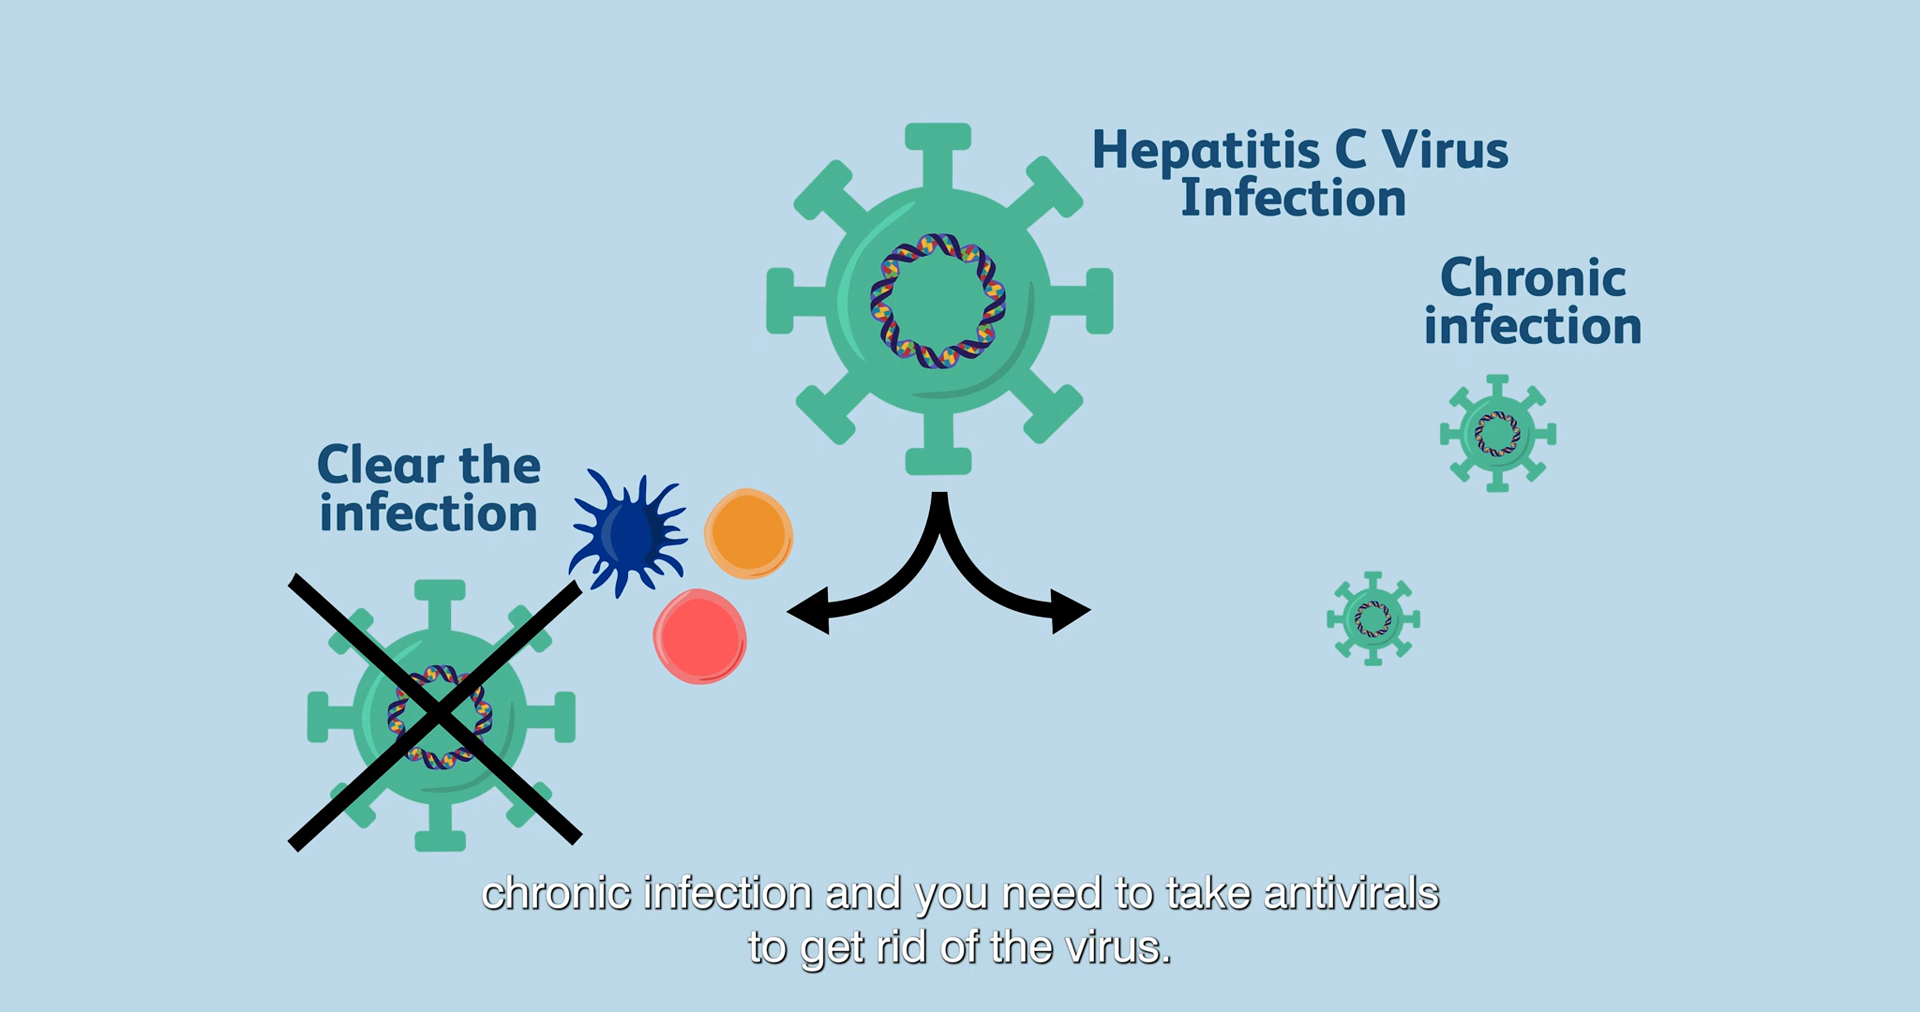 Hepatitis C Virus
Infection
Chronic
infection
Clear the
infection
chronic infection and you need to take antivirals
to get rid of the virus.